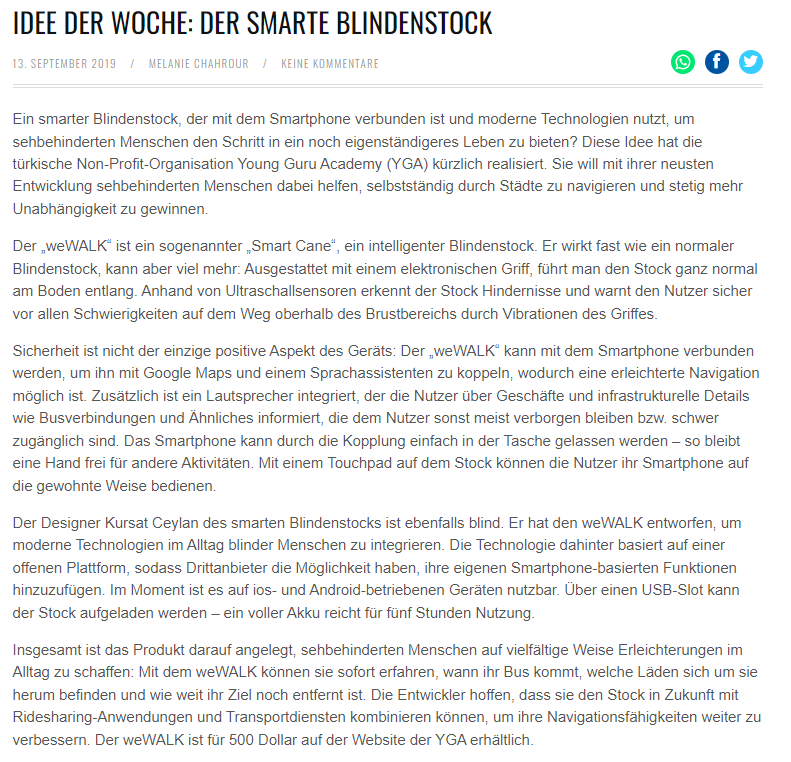 IDEE DER WOCHE: DER SMARTE BLINDENSTOCK
13. SEPTEMBER 2019 / MELANIE CHAHROUR / KEINE KOMMENTARE
Ein smarter Blindenstock, der mit dem Smartphone verbunden ist und moderne Technologien nutzt, um
sehbehinderten Menschen den Schritt in ein noch eigenständigeres Leben zu bieten? Diese Idee hat die
türkische Non-Profit-Organisation Young Guru Academy (YGA) kürzlich realisiert. Sie will mit ihrer neusten
Entwicklung sehbehinderten Menschen dabei helfen, selbstständig durch Städte zu navigieren und stetig mehr
Unabhängigkeit zu gewinnen.
Der „weWALK“ ist ein sogenannter „Smart Cane“, ein intelligenter Blindenstock. Er wirkt fast wie ein normaler
Blindenstock, kann aber viel mehr: Ausgestattet mit einem elektronischen Griff, führt man den Stock ganz normal
am Boden entlang. Anhand von Ultraschallsensoren erkennt der Stock Hindernisse und warnt den Nutzer sicher
vor allen Schwierigkeiten auf dem Weg oberhalb des Brustbereichs durch Vibrationen des Griffes.
Sicherheit ist nicht der einzige positive Aspekt des Geräts: Der „weWALK“ kann mit dem Smartphone verbunden
werden, um ihn mit Google Maps und einem Sprachassistenten zu koppeln, wodurch eine erleichterte Navigation
möglich ist. Zusätzlich ist ein Lautsprecher integriert, der die Nutzer über Geschäfte und infrastrukturelle Details
wie Busverbindungen und Ähnliches informiert, die dem Nutzer sonst meist verborgen bleiben bzw. schwer
zugänglich sind. Das Smartphone kann durch die Kopplung einfach in der Tasche gelassen werden – so bleibt
eine Hand frei für andere Aktivitäten. Mit einem Touchpad auf dem Stock können die Nutzer ihr Smartphone auf
die gewohnte Weise bedienen.
Der Designer Kursat Ceylan des smarten Blindenstocks ist ebenfalls blind. Er hat den weWALK entworfen, um
moderne Technologien im Alltag blinder Menschen zu integrieren. Die Technologie dahinter basiert auf einer
offenen Plattform, sodass Drittanbieter die Möglichkeit haben, ihre eigenen Smartphone-basierten Funktionen
hinzuzufügen. Im Moment ist es auf ios- und Android-betriebenen Geräten nutzbar. Über einen USB-Slot kann
der Stock aufgeladen werden – ein voller Akku reicht für fünf Stunden Nutzung.
Insgesamt ist das Produkt darauf angelegt, sehbehinderten Menschen auf vielfältige Weise Erleichterungen im
Alltag zu schaffen: Mit dem weWALK können sie sofort erfahren, wann ihr Bus kommt, welche Läden sich um sie
herum befinden und wie weit ihr Ziel noch entfernt ist. Die Entwickler hoffen, dass sie den Stock in Zukunft mit
Ridesharing-Anwendungen und Transportdiensten kombinieren können, um ihre Navigationsfähigkeiten weiter zu
verbessern. Der weWALK ist für 500 Dollar auf der Website der YGA erhältlich.